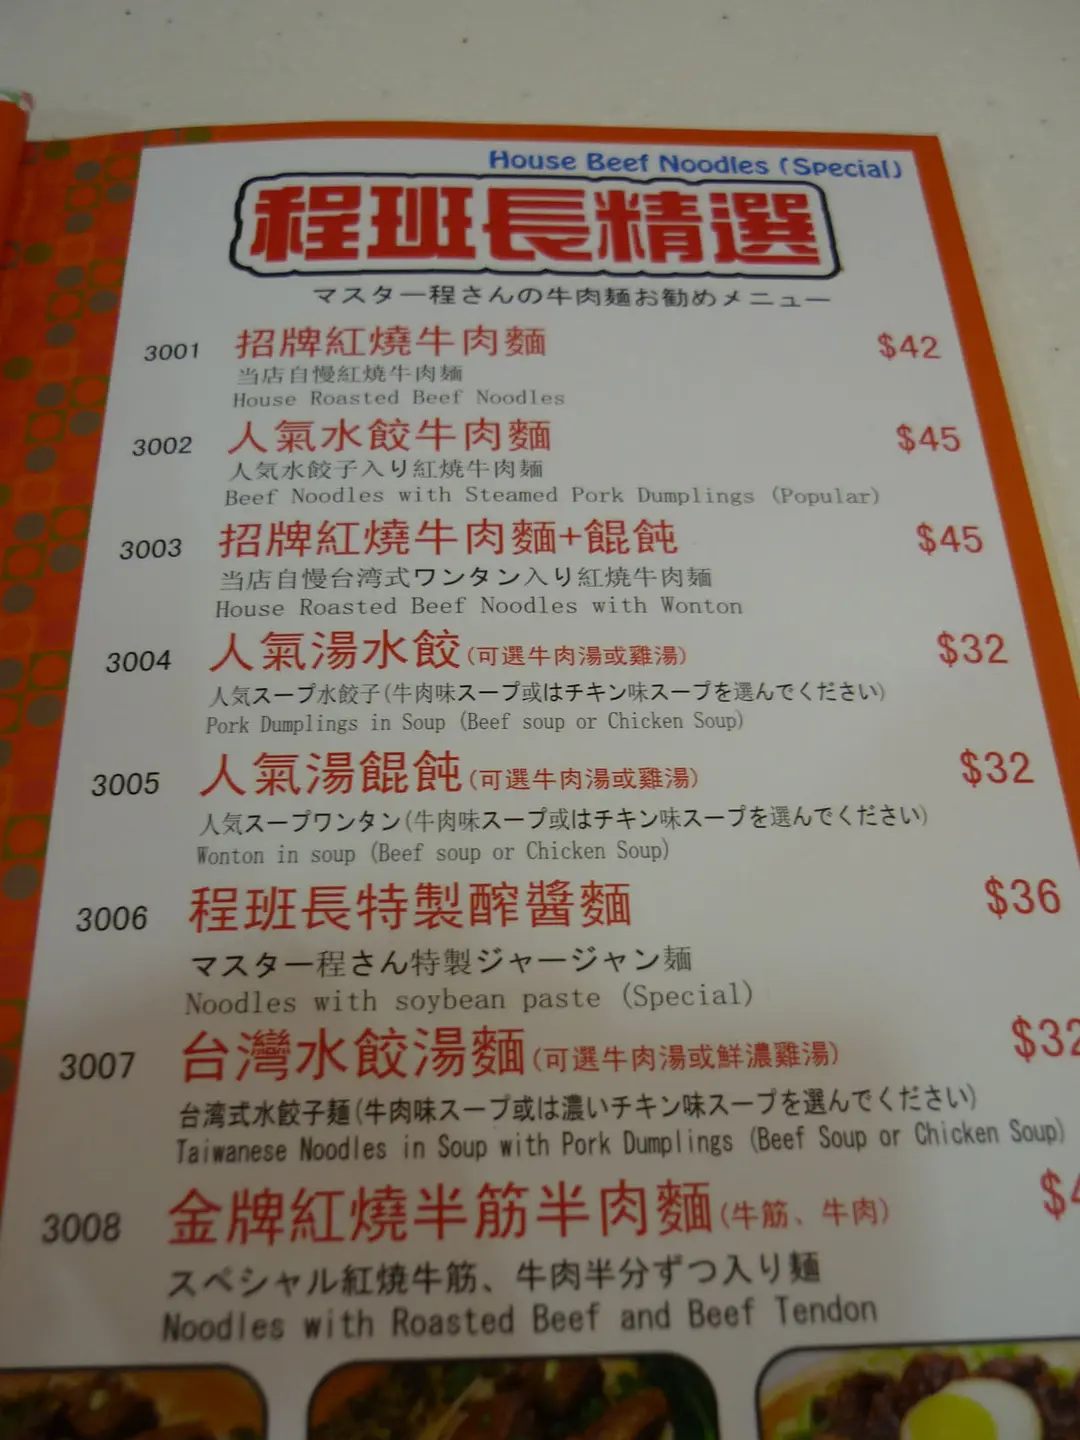 House Beef Noodles (Special)
程班長精選
マスター程さんの牛肉麺お勧めメニュー
3001 招牌紅燒牛肉麵 $42
当店自慢紅焼牛肉麺
House Roasted Beef Noodles
3002 人氣水餃牛肉麵 $45
人気水餃子入り紅焼牛肉麺
Beef Noodles with Steamed Pork Dumplings (Popular)
3003 招牌紅燒牛肉麵+餛飩 $45
当店自慢台湾式ワンタン入り紅焼牛肉麺
House Roasted Beef Noodles with Wonton
3004 人氣湯水餃(可選牛肉湯或雞湯) $32
人気スープ水餃子(牛肉味スープ或はチキン味スープを選んでください)
Pork Dumplings in Soup (Beef soup or Chicken Soup)
3005 人氣湯餛飩(可選牛肉湯或雞湯) $32
人気スープワンタン(牛肉味スープ或はチキン味スープを選んでください)
Wonton in soup (Beef soup or Chicken Soup)
3006 程班長特製醡醬麵 $36
マスター程さん特製ジャージャン麺
Noodles with soybean paste (Special)
3007 台灣水餃湯麵(可選牛肉湯或鮮濃雞湯) $32
台湾式水餃子麺(牛肉味スープ或は濃いチキン味スープを選んでください)
Taiwanese Noodles in Soup with Pork Dumplings (Beef Soup or Chicken Soup)
3008 金牌紅燒半筋半肉麵(牛筋、牛肉) $4
スペシャル紅焼牛筋、牛肉半分ずつ入り麺
Noodles with Roasted Beef and Beef Tendon